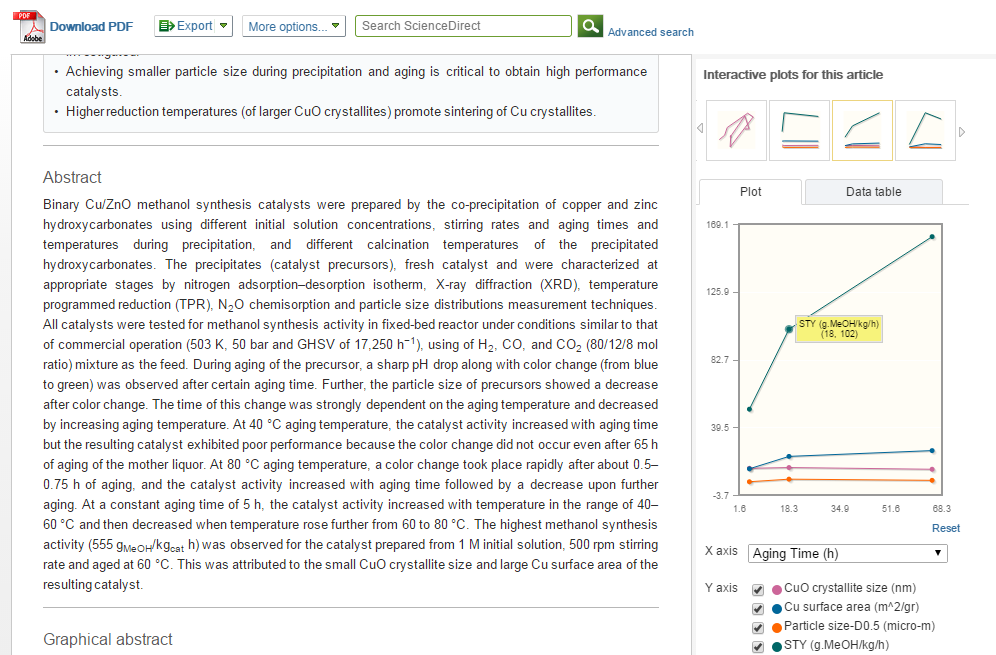 PDF
Adobe
Download PDF
Export
More options...
Search ScienceDirect
Advanced search
investigated.
• Achieving smaller particle size during precipitation and aging is critical to obtain high performance
catalysts.
• Higher reduction temperatures (of larger CuO crystallites) promote sintering of Cu crystallites.
Abstract
Binary Cu/ZnO methanol synthesis catalysts were prepared by the co-precipitation of copper and zinc
hydroxycarbonates using different initial solution concentrations, stirring rates and aging times and
temperatures during precipitation, and different calcination temperatures of the precipitated
hydroxycarbonates. The precipitates (catalyst precursors), fresh catalyst and were characterized at
appropriate stages by nitrogen adsorption–desorption isotherm, X-ray diffraction (XRD), temperature
programmed reduction (TPR), N2O chemisorption and particle size distributions measurement techniques.
All catalysts were tested for methanol synthesis activity in fixed-bed reactor under conditions similar to that
of commercial operation (503 K, 50 bar and GHSV of 17,250 h−1), using of H2, CO, and CO2 (80/12/8 mol
ratio) mixture as the feed. During aging of the precursor, a sharp pH drop along with color change (from blue
to green) was observed after certain aging time. Further, the particle size of precursors showed a decrease
after color change. The time of this change was strongly dependent on the aging temperature and decreased
by increasing aging temperature. At 40 °C aging temperature, the catalyst activity increased with aging time
but the resulting catalyst exhibited poor performance because the color change did not occur even after 65 h
of aging of the mother liquor. At 80 °C aging temperature, a color change took place rapidly after about 0.5–
0.75 h of aging, and the catalyst activity increased with aging time followed by a decrease upon further
aging. At a constant aging time of 5 h, the catalyst activity increased with temperature in the range of 40–
60 °C and then decreased when temperature rose further from 60 to 80 °C. The highest methanol synthesis
activity (555 gMeOH/kgcat h) was observed for the catalyst prepared from 1 M initial solution, 500 rpm stirring
rate and aged at 60 °C. This was attributed to the small CuO crystallite size and large Cu surface area of the
resulting catalyst.
Graphical abstract
Interactive plots for this article
Plot
Data table
169.1
125.9
82.7
39.5
-3.7
STY (g.MeOH/kg/h)
(18, 102)
1.6
18.3
34.9
51.6
68.3
Reset
X axis
Aging Time (h)
Y axis
CuO crystallite size (nm)
Cu surface area (m^2/gr)
Particle size-D0.5 (micro-m)
STY (g.MeOH/kg/h)